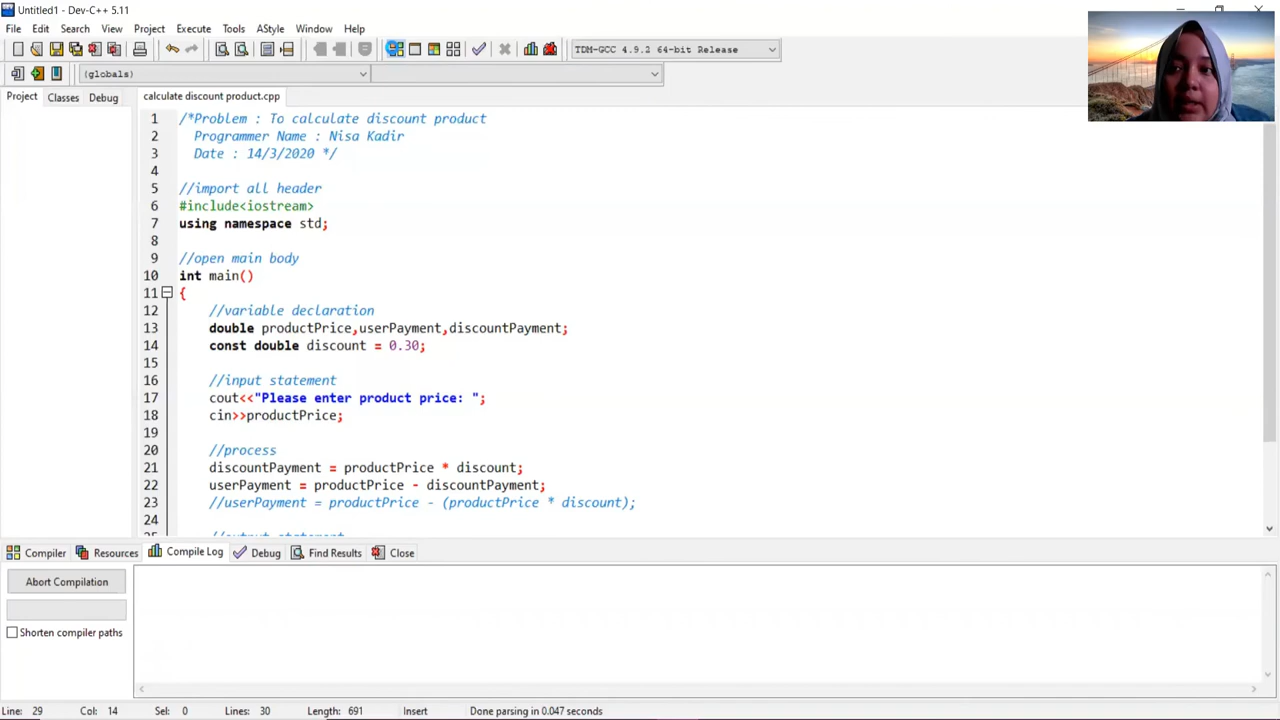 Untitled1 - Dev-C++ 5.11
File Edit Search View Project Execute Tools AStyle Window Help
TDM-GCC 4.9.2 64-bit Release
(globals)
Project Classes Debug calculate discount product.cpp
1 /*Problem : To calculate discount product
2 Programmer Name : Nisa Kadir
3 Date : 14/3/2020 */
4
5 //import all header
6 #include<iostream>
7 using namespace std;
8
9 //open main body
10 int main()
11 {
12 //variable declaration
13 double productPrice,userPayment,discountPayment;
14 const double discount = 0.30;
15
16 //input statement
17 cout<<"Please enter product price: ";
18 cin>>productPrice;
19
20 //process
21 discountPayment = productPrice * discount;
22 userPayment = productPrice - discountPayment;
23 //userPayment = productPrice - (productPrice * discount);
24
25 //output statement
Compiler Resources Compile Log Debug Find Results Close
Abort Compilation
Shorten compiler paths
Line: 29 Col: 14 Sel: 0 Lines: 30 Length: 691 Insert Done parsing in 0.047 seconds